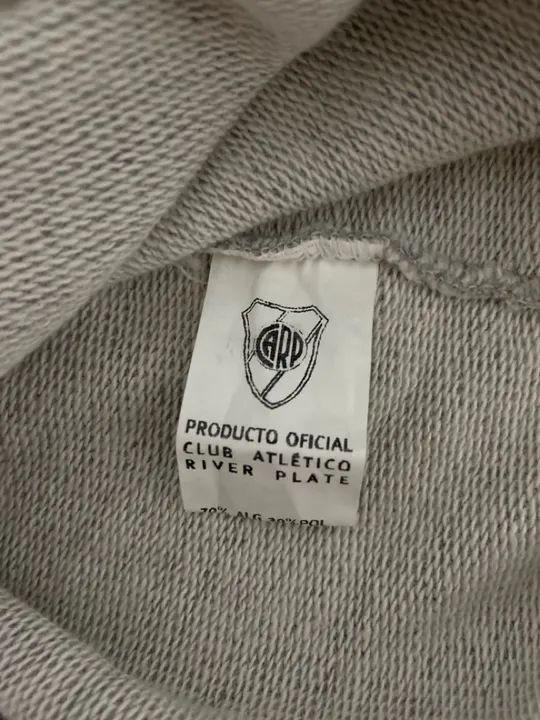 CARP
PRODUCTO OFICIAL
CLUB ATLÉTICO
RIVER PLATE
70% ALG 30% POL